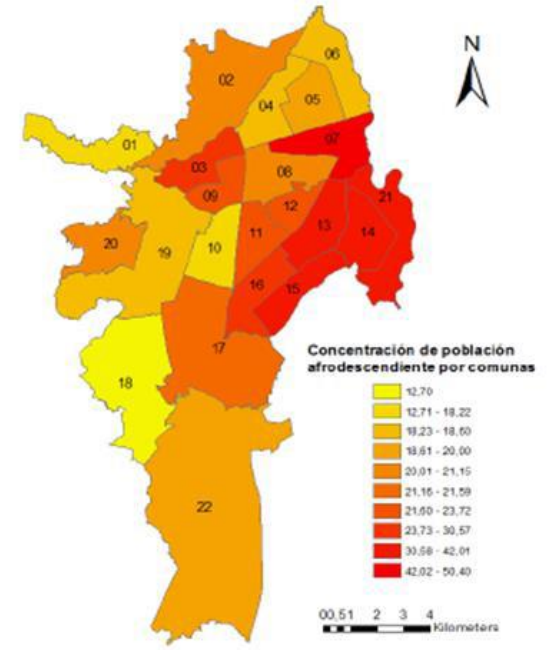 N
06
02
04
05
07
01
03
08
09
21
12
13
14
11
20
19
10
16
15
17
18
22
Concentración de población
afrodescendiente por comunas
12,70
12,71 - 18,22
18,23 - 18,60
18,61 - 20,00
20,01 - 21,15
21,16 - 21,59
21,60 - 23,72
23,73 - 30,57
30,58 - 42,01
42,02 - 50,40
00,51 2 3 4
Kilometers